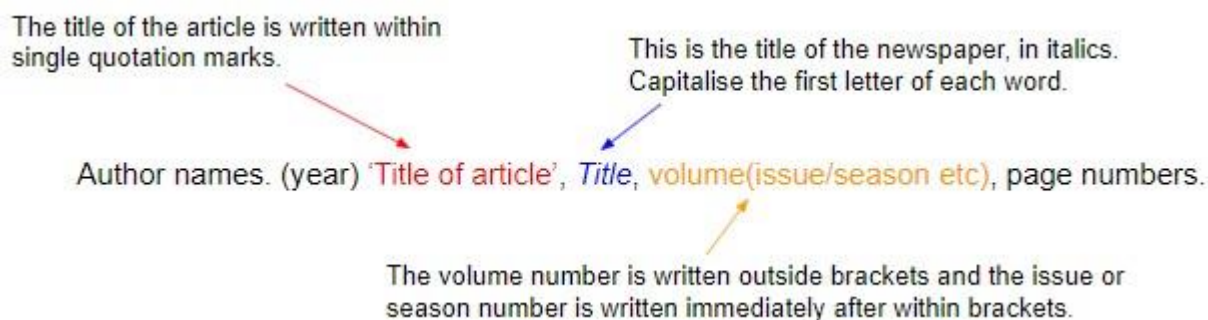 The title of the article is written within
single quotation marks.
This is the title of the newspaper, in italics.
Capitalise the first letter of each word.
Author names. (year) ‘Title of article’, Title, volume(issue/season etc), page numbers.
The volume number is written outside brackets and the issue or
season number is written immediately after within brackets.